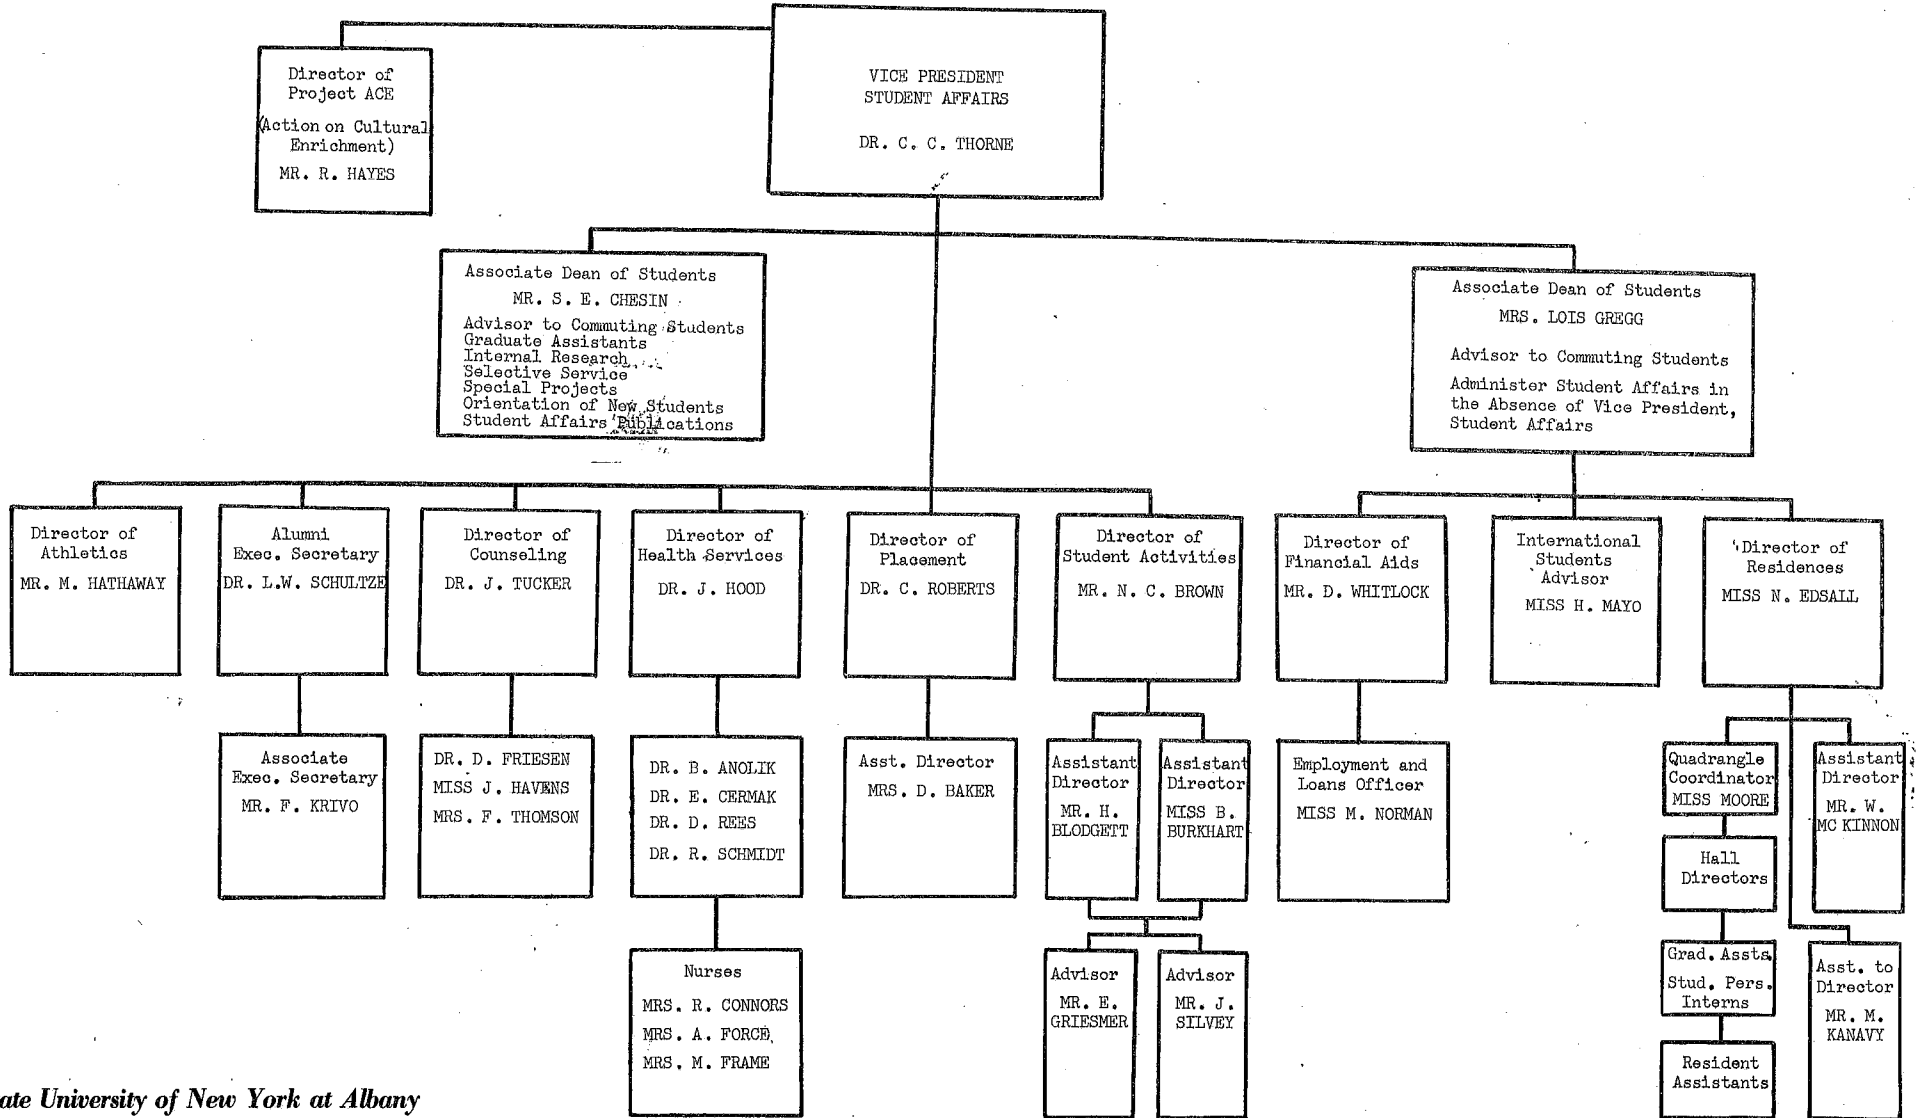 Director of
Project ACE
(Action on Cultural
Enrichment)
MR. R. HAYES
VICE PRESIDENT
STUDENT AFFAIRS
DR. C. C. THORNE
Associate Dean of Students
MR. S. E. CHESIN
Advisor to Commuting Students
Graduate Assistants
Internal Research
Selective Service
Special Projects
Orientation of New Students
Student Affairs Publications
Associate Dean of Students
MRS. LOIS GREGG
Advisor to Commuting Students
Administer Student Affairs in
the Absence of Vice President,
Student Affairs
Director of
Athletics
MR. M. HATHAWAY
Alumni
Exec. Secretary
DR. L.W. SCHULTZE
Director of
Counseling
DR. J. TUCKER
Director of
Health Services
DR. J. HOOD
Director of
Placement
DR. C. ROBERTS
Director of
Student Activities
MR. N. C. BROWN
Director of
Financial Aids
MR. D. WHITLOCK
International
Students
Advisor
MISS H. MAYO
Director of
Residences
MISS N. EDSALL
Associate
Exec. Secretary
MR. F. KRIVO
DR. D. FRIESEN
MISS J. HAVENS
MRS. F. THOMSON
DR. B. ANOLIK
DR. E. CERMAK
DR. D. REES
DR. R. SCHMIDT
Asst. Director
MRS. D. BAKER
Assistant
Director
MR. H.
BLODGETT
Assistant
Director
MISS B.
BURKHART
Employment and
Loans Officer
MISS M. NORMAN
Quadrangle
Coordinator
MISS MOORE
Assistant
Director
MR. W.
MC KINNON
Hall
Directors
Nurses
MRS. R. CONNORS
MRS. A. FORCE
MRS. M. FRAME
Advisor
MR. E.
GRIESMER
Advisor
MR. J.
SILVEY
Grad. Assts.
Stud. Pers.
Interns
Asst. to
Director
MR. M.
KANAVY
Resident
Assistants
ate University of New York at Albany